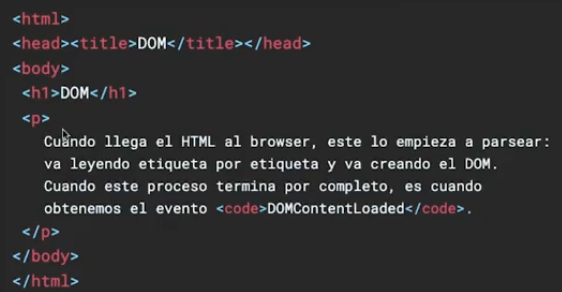 <html>
<head><title>DOM</title></head>
<body>
<h1>DOM</h1>
<p>
Cuando llega el HTML al browser, este lo empieza a parsear:
va leyendo etiqueta por etiqueta y va creando el DOM.
Cuando este proceso termina por completo, es cuando
obtenemos el evento <code>DOMContentLoaded</code>.
</p>
</body>
</html>